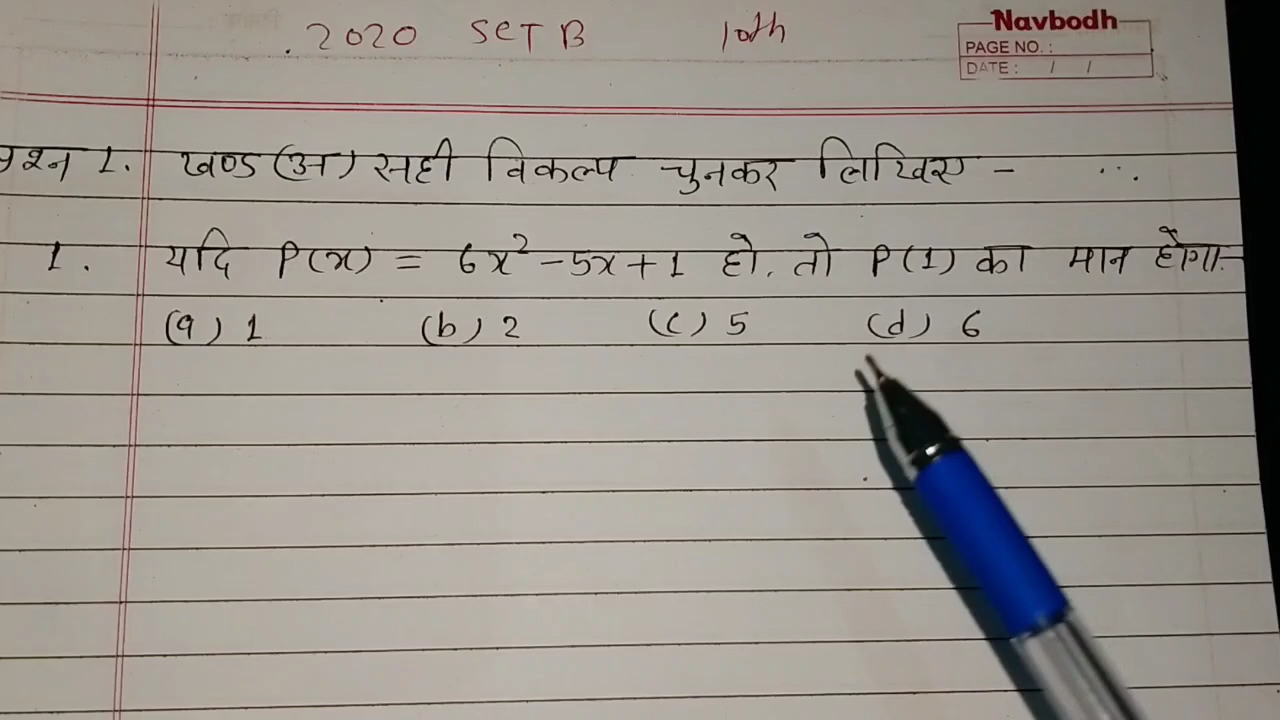 . 2020 SET B 10th
Navbodh
PAGE NO. :
DATE : / /
प्रश्न 1. खण्ड (अ) सही विकल्प चुनकर लिखिए -
1. यदि P(x) = 6x² - 5x + 1 हो. तो P(1) का मान होगा-
(a) 1 (b) 2 (c) 5 (d) 6